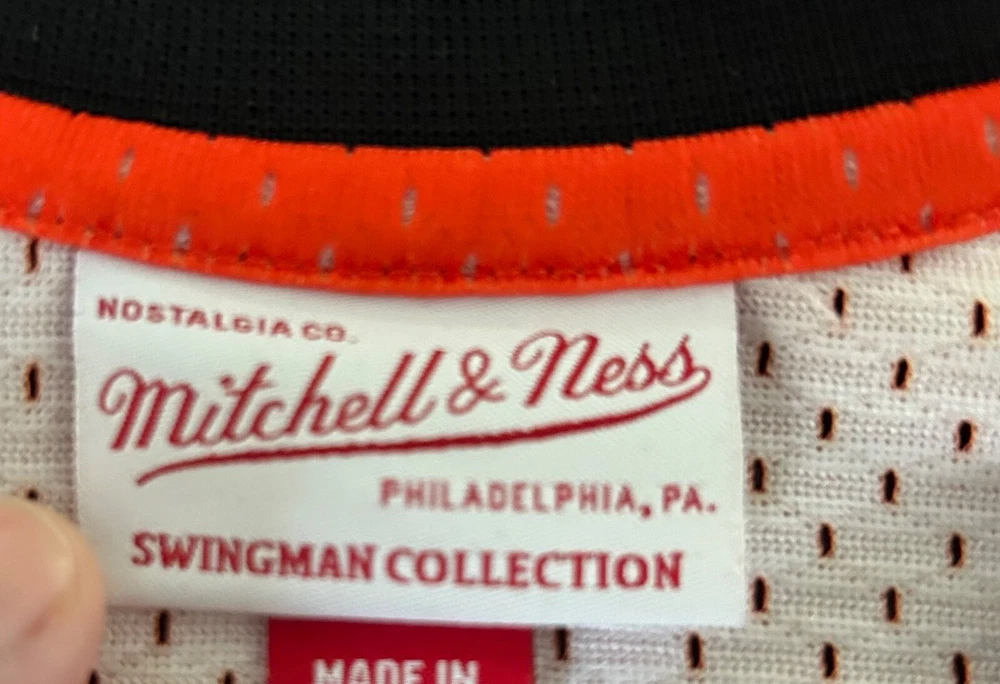 NOSTALGIA CO.
Mitchell & Ness
PHILADELPHIA, PA.
SWINGMAN COLLECTION
MADE IN